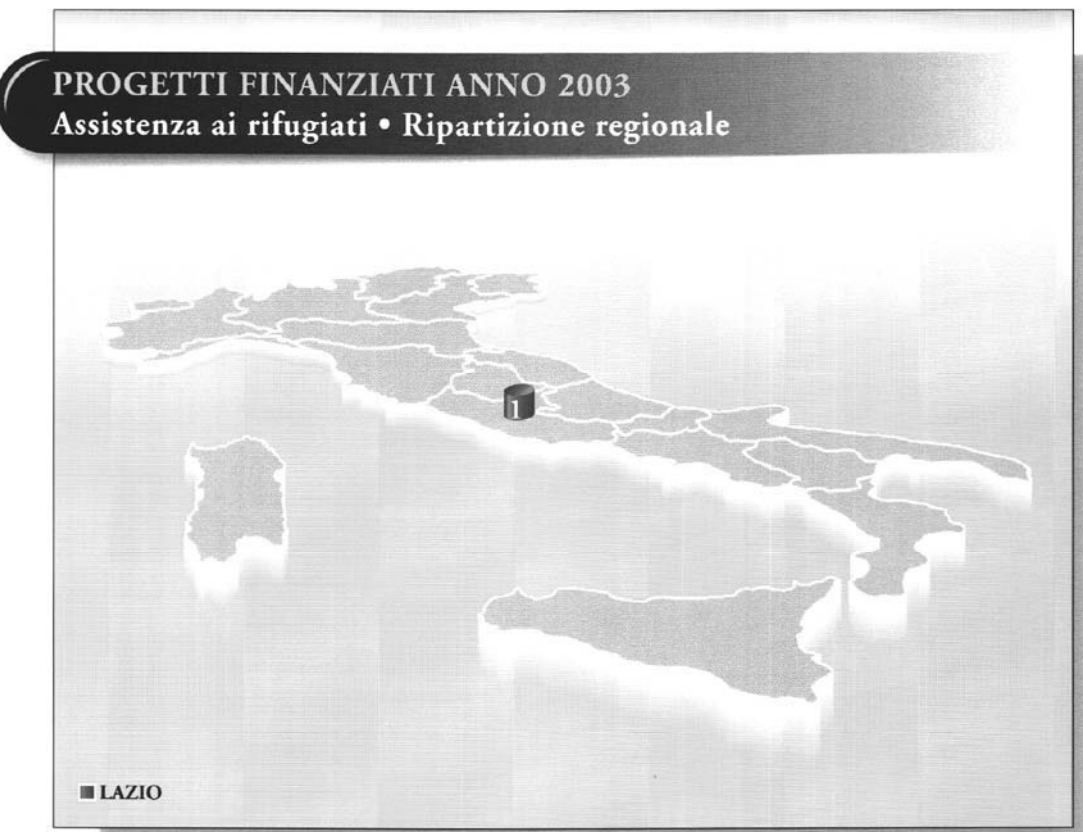 PROGETTI FINANZIATI ANNO 2003
Assistenza ai rifugiati • Ripartizione regionale
1
LAZIO